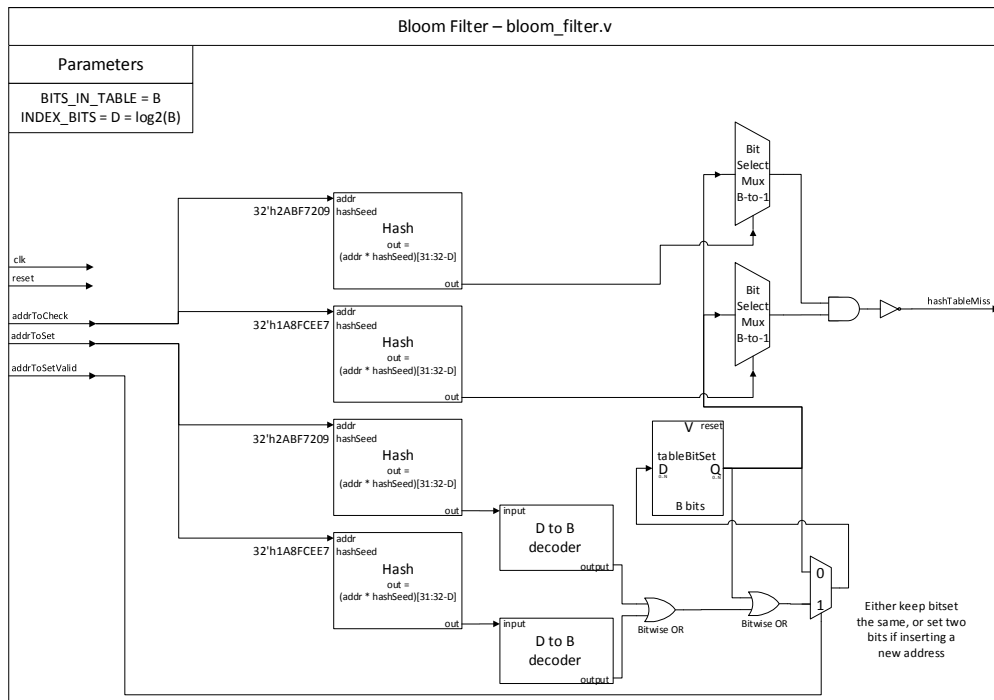 Bloom Filter – bloom_filter.v
Parameters
BITS_IN_TABLE = B
INDEX_BITS = D = log2(B)
clk
reset
addrToCheck
addrToSet
addrToSetValid
addr
32'h2ABF7209
hashSeed
Hash
out =
(addr * hashSeed)[31:32-D]
out
addr
32'h1A8FCEE7
hashSeed
Hash
out =
(addr * hashSeed)[31:32-D]
out
addr
32'h2ABF7209
hashSeed
Hash
out =
(addr * hashSeed)[31:32-D]
out
addr
32'h1A8FCEE7
hashSeed
Hash
out =
(addr * hashSeed)[31:32-D]
out
input
D to B
decoder
output
input
D to B
decoder
output
Bitwise OR
Bitwise OR
Bit
Select
Mux
B-to-1
Bit
Select
Mux
B-to-1
hashTableMiss
V reset
tableBitSet
D Q
B bits
0
1
Either keep bitset
the same, or set two
bits if inserting a
new address